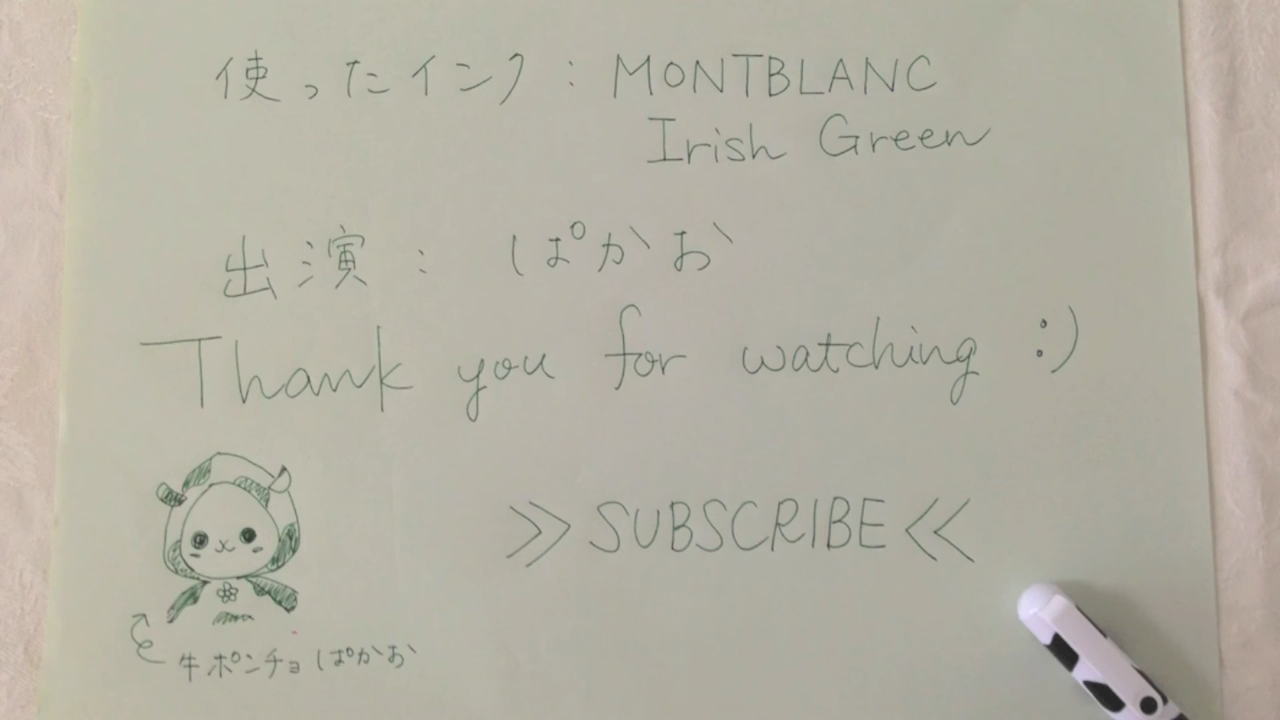 使ったインク：MONTBLANC
Irish Green
出演： ぱかお
Thank you for watching :)
>> SUBSCRIBE <<
牛ポンチョぱかお